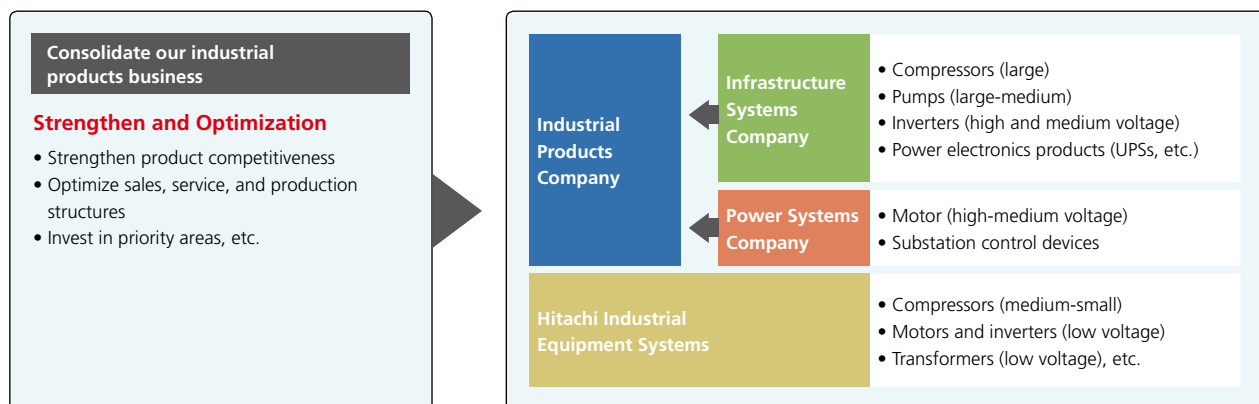 Consolidate our industrial
products business
Strengthen and Optimization
• Strengthen product competitiveness
• Optimize sales, service, and production
structures
• Invest in priority areas, etc.
Industrial
Products
Company
Infrastructure
Systems
Company
• Compressors (large)
• Pumps (large-medium)
• Inverters (high and medium voltage)
• Power electronics products (UPSs, etc.)
Power Systems
Company
• Motor (high-medium voltage)
• Substation control devices
Hitachi Industrial
Equipment Systems
• Compressors (medium-small)
• Motors and inverters (low voltage)
• Transformers (low voltage), etc.